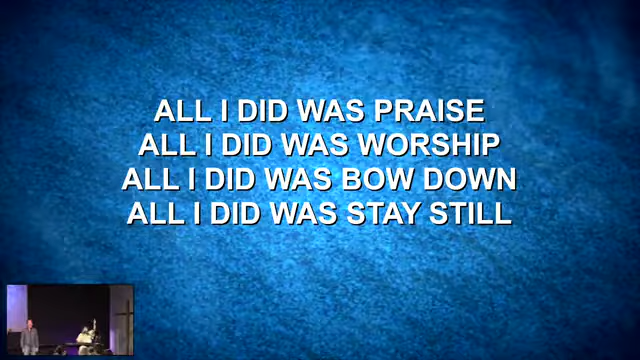 ALL I DID WAS PRAISE
ALL I DID WAS WORSHIP
ALL I DID WAS BOW DOWN
ALL I DID WAS STAY STILL